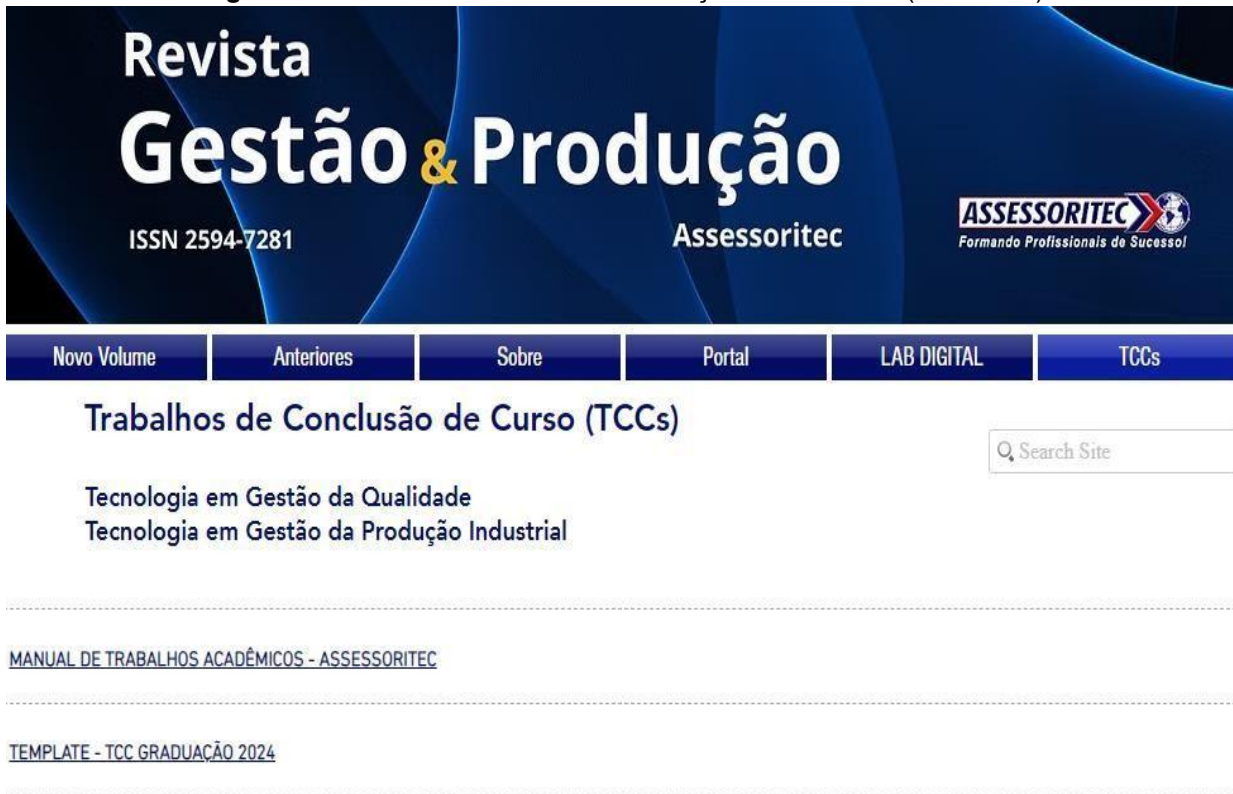 Revista
Gestão & Produção
ISSN 2594-7281
Assessoritec
ASSESSORITEC
Formando Profissionais de Sucesso!
Novo Volume Anteriores Sobre Portal LAB DIGITAL TCCs
Trabalhos de Conclusão de Curso (TCCs)
Search Site
Tecnologia em Gestão da Qualidade
Tecnologia em Gestão da Produção Industrial
MANUAL DE TRABALHOS ACADÊMICOS - ASSESSORITEC
TEMPLATE - TCC GRADUAÇÃO 2024